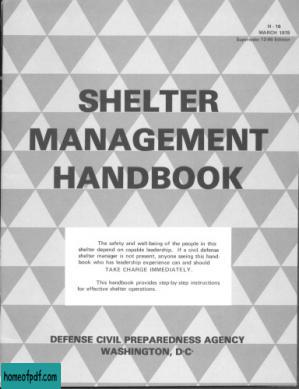 H-16
MARCH 1978
Supersedes 12-66 Edition
SHELTER
MANAGEMENT
HANDBOOK
The safety and well-being of the people in this
shelter depend on capable leadership. If a civil defense
shelter manager is not present, anyone seeing this hand-
book who has leadership experience can and should
TAKE CHARGE IMMEDIATELY.
This handbook provides step-by-step instructions
for effective shelter operations.
DEFENSE CIVIL PREPAREDNESS AGENCY
WASHINGTON, D·C·
homeofpdf.com